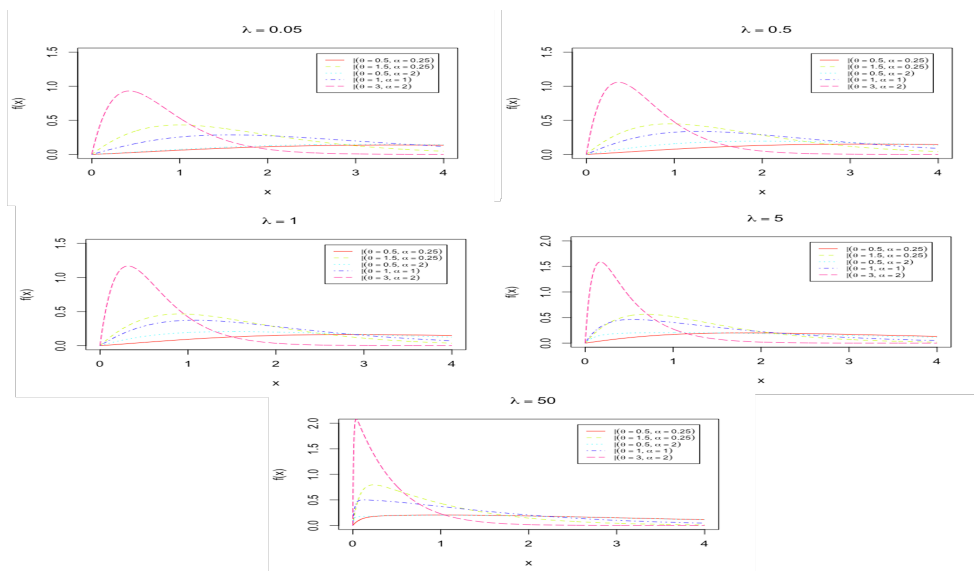 λ = 0.05
f(x)
1.5
1.0
0.5
0.0
|(θ = 0.5, α = 0.25)
|(θ = 1.5, α = 0.25)
|(θ = 0.5, α = 2)
|(θ = 1, α = 1)
|(θ = 3, α = 2)
0 1 2 3 4
x
λ = 0.5
f(x)
1.5
1.0
0.5
0.0
|(θ = 0.5, α = 0.25)
|(θ = 1.5, α = 0.25)
|(θ = 0.5, α = 2)
|(θ = 1, α = 1)
|(θ = 3, α = 2)
0 1 2 3 4
x
λ = 1
f(x)
1.5
1.0
0.5
0.0
|(θ = 0.5, α = 0.25)
|(θ = 1.5, α = 0.25)
|(θ = 0.5, α = 2)
|(θ = 1, α = 1)
|(θ = 3, α = 2)
0 1 2 3 4
x
λ = 5
f(x)
2.0
1.5
1.0
0.5
0.0
|(θ = 0.5, α = 0.25)
|(θ = 1.5, α = 0.25)
|(θ = 0.5, α = 2)
|(θ = 1, α = 1)
|(θ = 3, α = 2)
0 1 2 3 4
x
λ = 50
f(x)
2.0
1.5
1.0
0.5
0.0
|(θ = 0.5, α = 0.25)
|(θ = 1.5, α = 0.25)
|(θ = 0.5, α = 2)
|(θ = 1, α = 1)
|(θ = 3, α = 2)
0 1 2 3 4
x